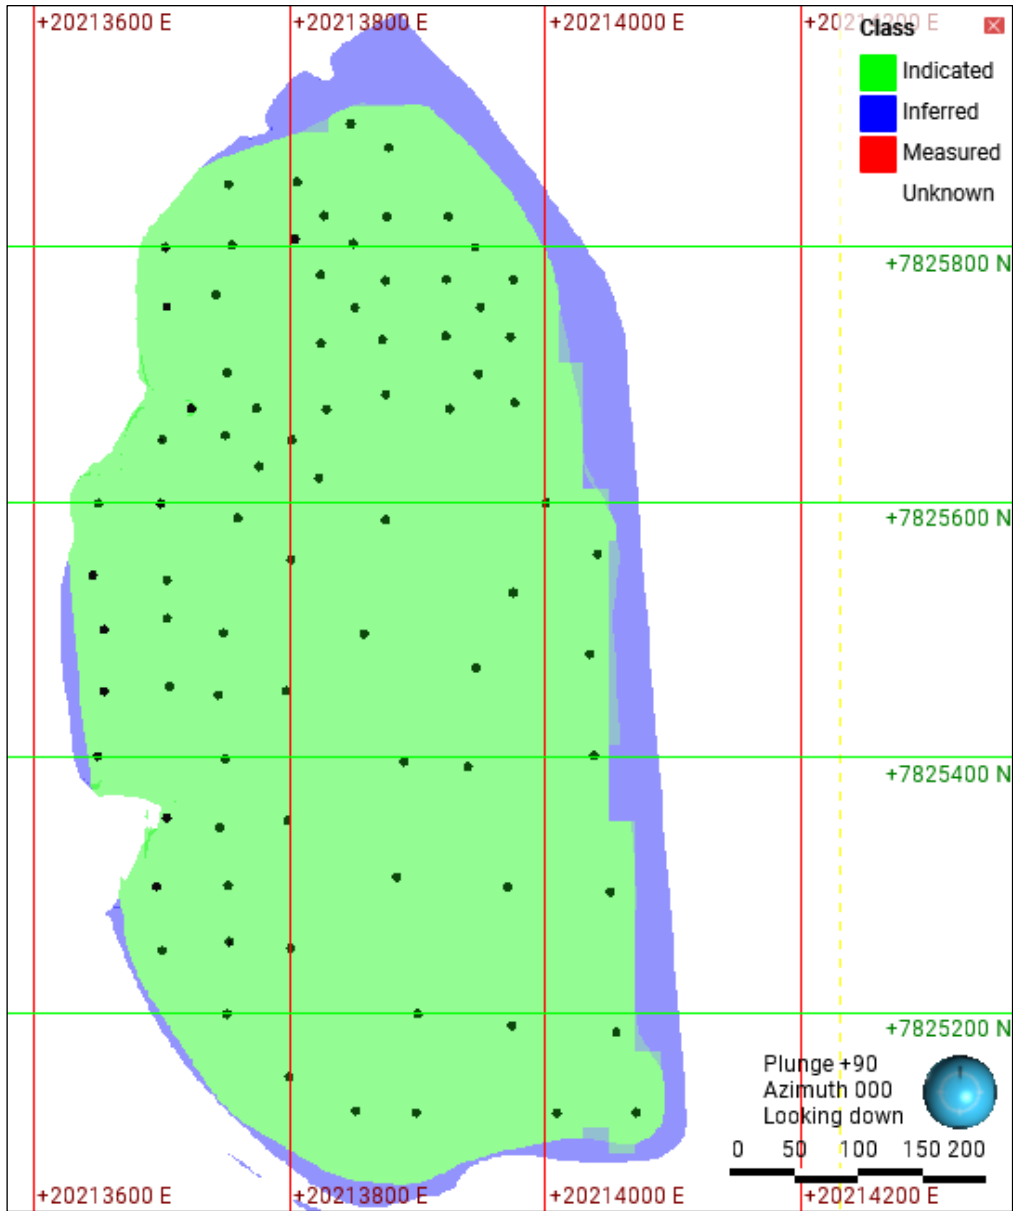 +20213600 E
+20213800 E
+20214000 E
+20214200 E
Class
Indicated
Inferred
Measured
Unknown
+7825800 N
+7825600 N
+7825400 N
+7825200 N
Plunge +90
Azimuth 000
Looking down
0 50 100 150 200
+20213600 E
+20213800 E
+20214000 E
+20214200 E